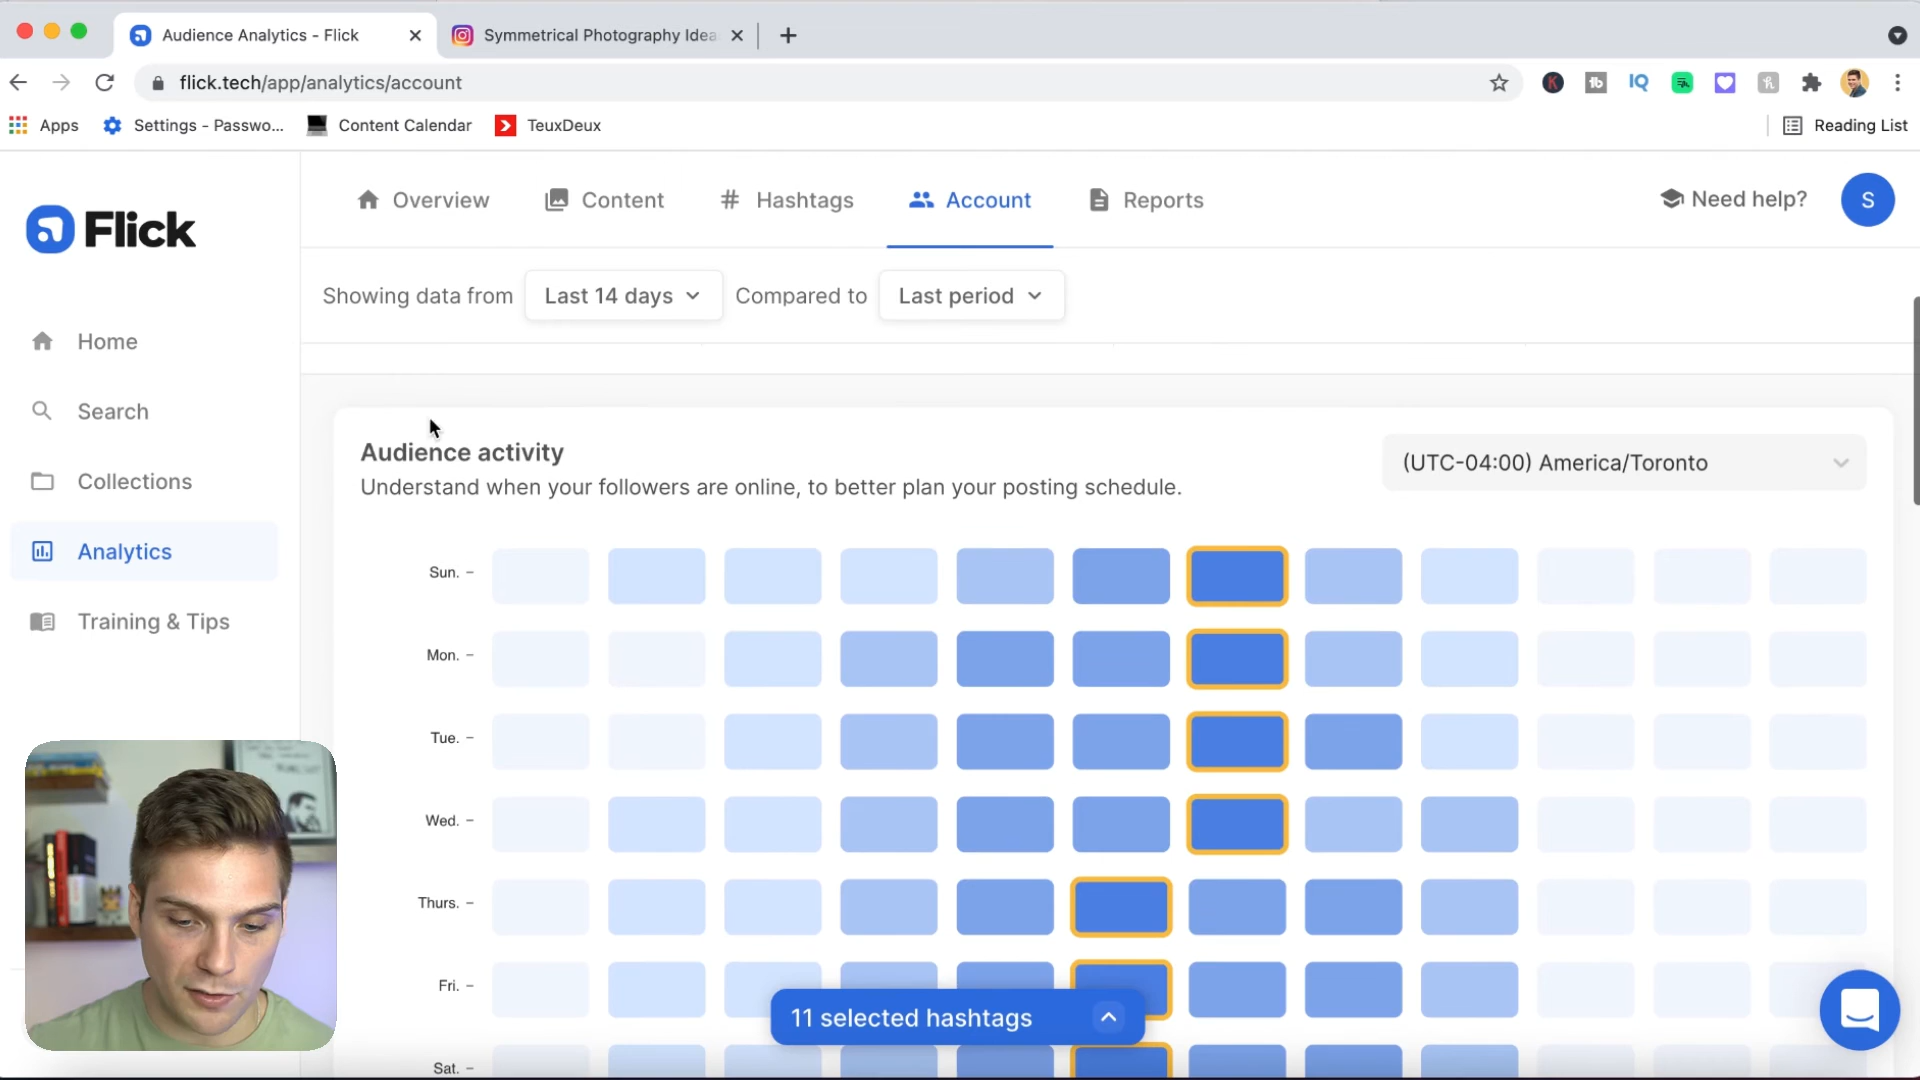 Audience Analytics - Flick
Symmetrical Photography Idea
flick.tech/app/analytics/account
Apps
Settings - Passwo...
Content Calendar
TeuxDeux
Reading List
Flick
Overview
Content
# Hashtags
Account
Reports
Need help?
S
Showing data from
Last 14 days
Compared to
Last period
Home
Search
Collections
Analytics
Training & Tips
Audience activity
Understand when your followers are online, to better plan your posting schedule.
(UTC-04:00) America/Toronto
Sun.
Mon.
Tue.
Wed.
Thurs.
Fri.
Sat.
11 selected hashtags